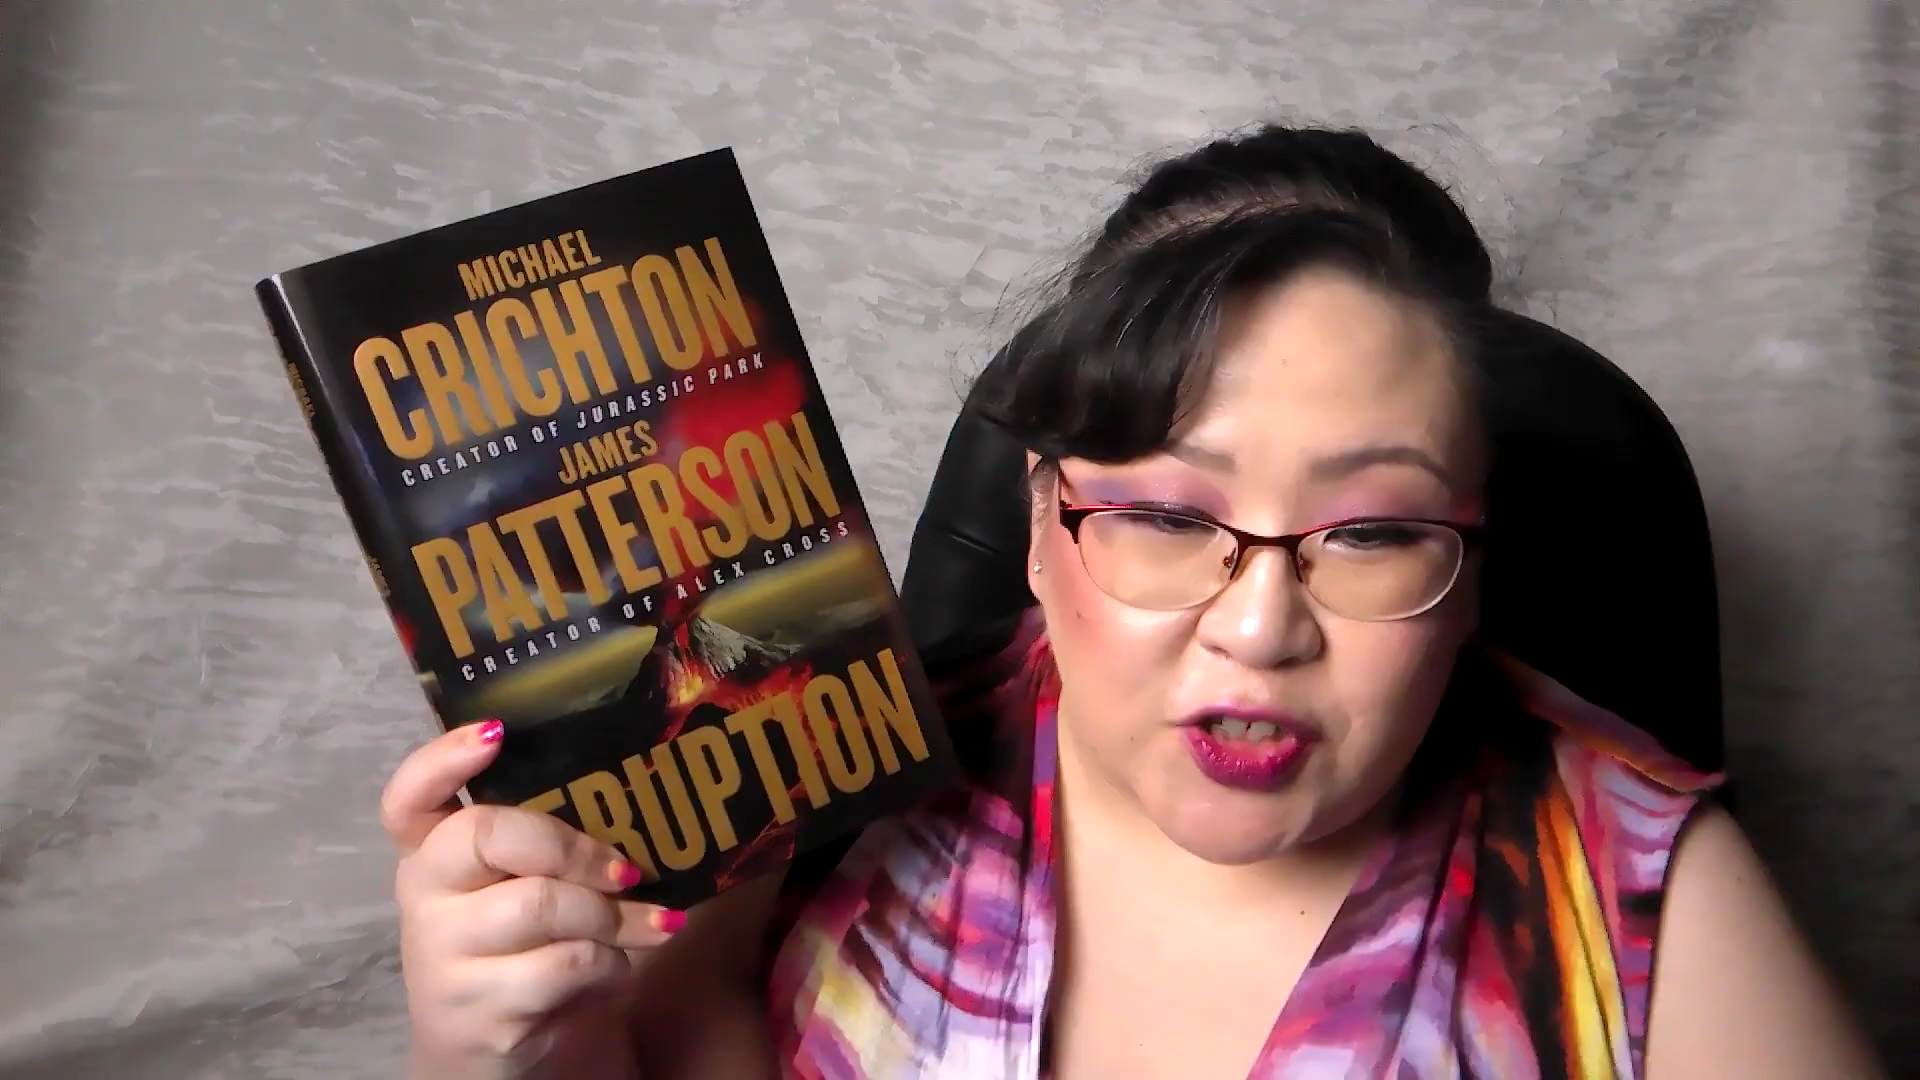 MICHAEL
CRICHTON
CREATOR OF JURASSIC PARK
JAMES
PATTERSON
CREATOR OF ALEX CROSS
ERUPTION